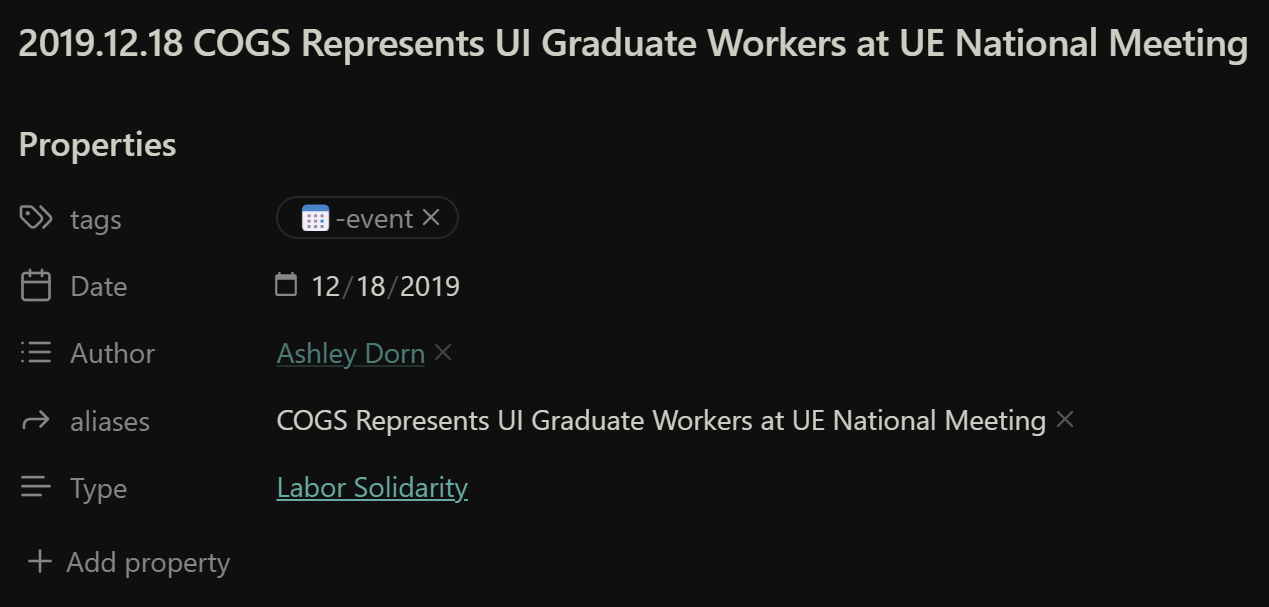 2019.12.18 COGS Represents UI Graduate Workers at UE National Meeting
Properties
tags -event
Date 12/18/2019
Author Ashley Dorn
aliases COGS Represents UI Graduate Workers at UE National Meeting
Type Labor Solidarity
Add property